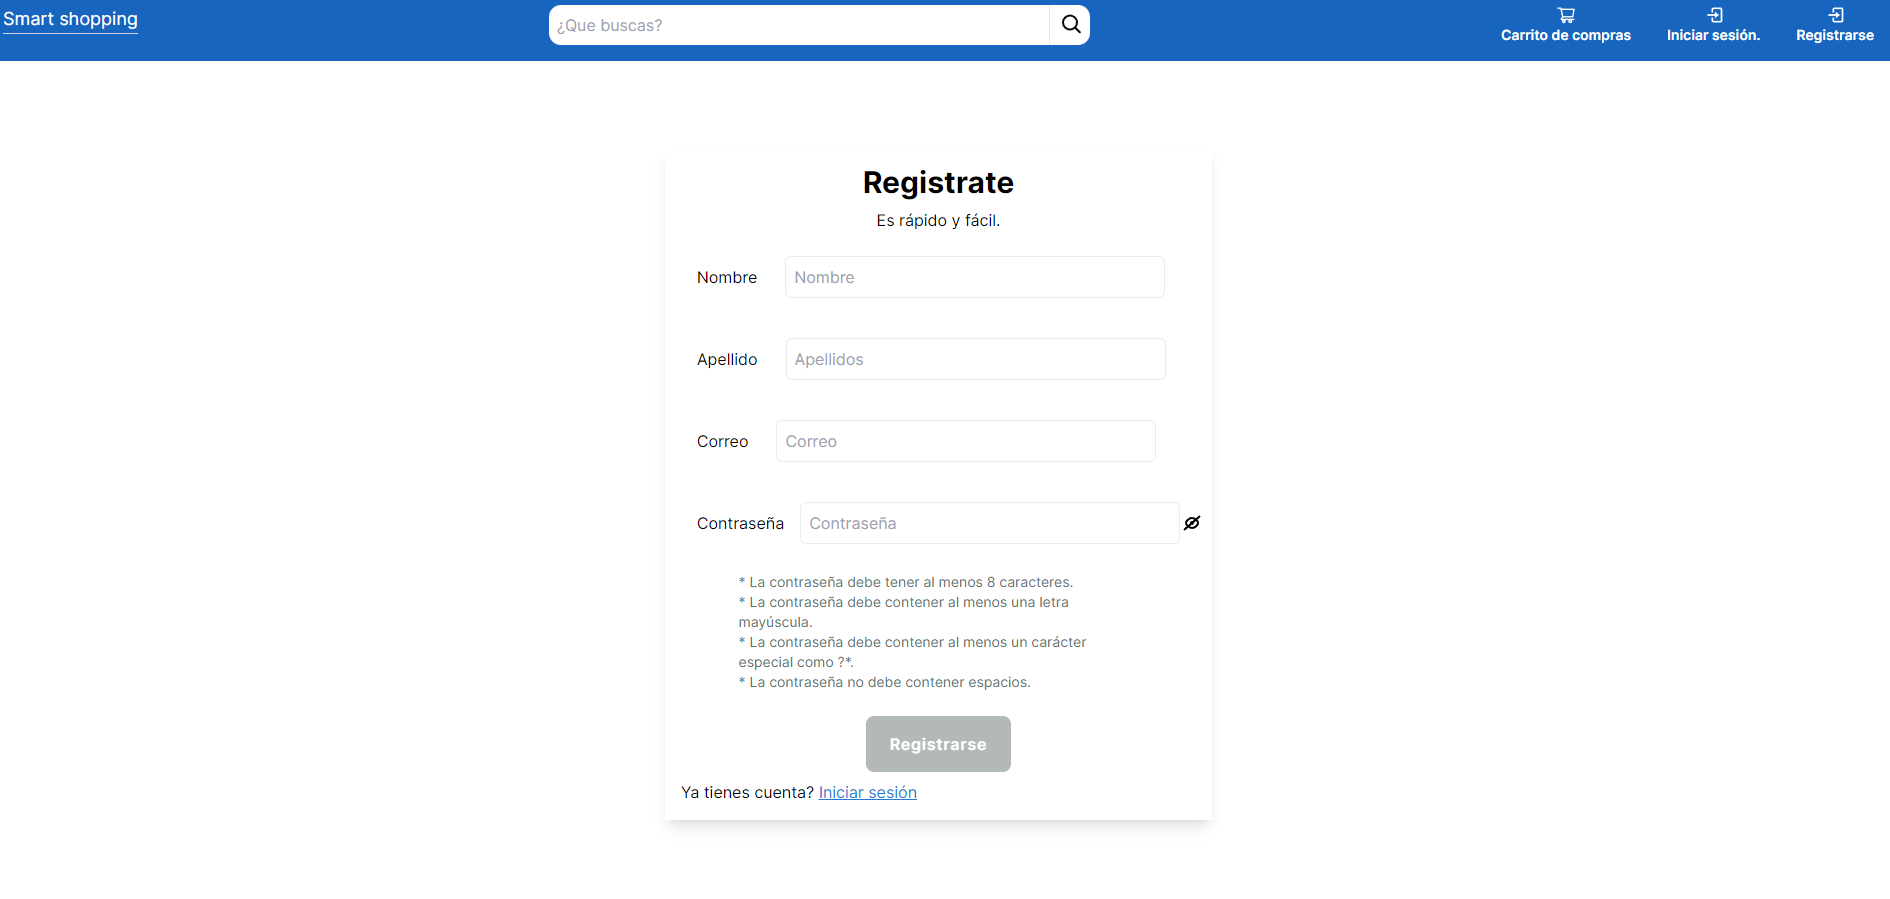 Smart shopping
¿Que buscas?
Carrito de compras
Iniciar sesión.
Registrarse
Registrate
Es rápido y fácil.
Nombre
Nombre
Apellido
Apellidos
Correo
Correo
Contraseña
Contraseña
* La contraseña debe tener al menos 8 caracteres.
* La contraseña debe contener al menos una letra
mayúscula.
* La contraseña debe contener al menos un carácter
especial como ?*.
* La contraseña no debe contener espacios.
Registrarse
Ya tienes cuenta? Iniciar sesión